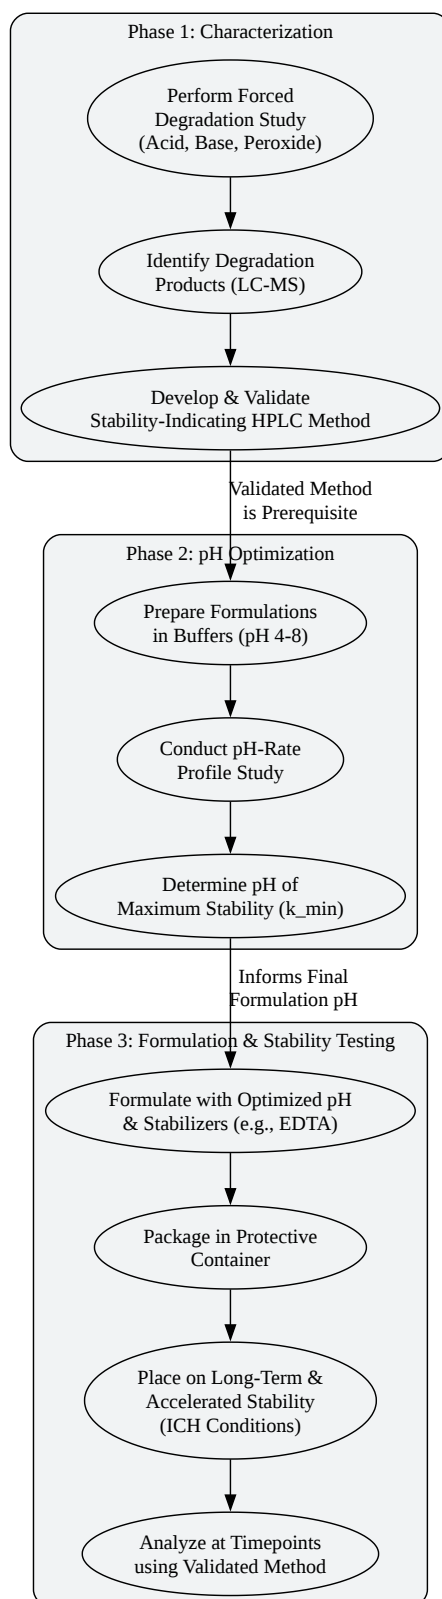 Phase 1: Characterization
Perform Forced
Degradation Study
(Acid, Base, Peroxide)
Identify Degradation
Products (LC-MS)
Develop & Validate
Stability-Indicating HPLC Method
Validated Method
is Prerequisite
Phase 2: pH Optimization
Prepare Formulations
in Buffers (pH 4-8)
Conduct pH-Rate
Profile Study
Determine pH of
Maximum Stability (k_min)
Informs Final
Formulation pH
Phase 3: Formulation & Stability Testing
Formulate with Optimized pH
& Stabilizers (e.g., EDTA)
Package in Protective
Container
Place on Long-Term &
Accelerated Stability
(ICH Conditions)
Analyze at Timepoints
using Validated Method